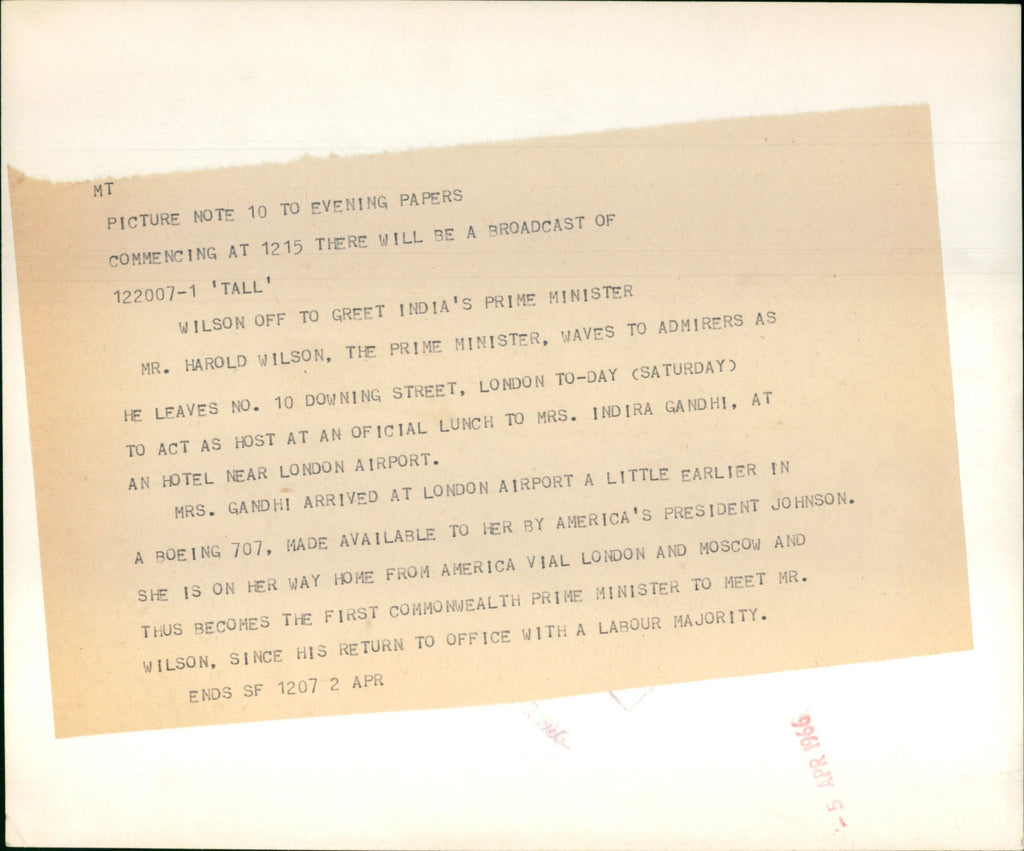 MT
PICTURE NOTE 10 TO EVENING PAPERS
COMMENCING AT 1215 THERE WILL BE A BROADCAST OF
122007-1 'TALL'
WILSON OFF TO GREET INDIA'S PRIME MINISTER
MR. HAROLD WILSON, THE PRIME MINISTER, WAVES TO ADMIRERS AS
HE LEAVES NO. 10 DOWNING STREET, LONDON TO-DAY (SATURDAY)
TO ACT AS HOST AT AN OFICIAL LUNCH TO MRS. INDIRA GANDHI, AT
AN HOTEL NEAR LONDON AIRPORT.
MRS. GANDHI ARRIVED AT LONDON AIRPORT A LITTLE EARLIER IN
A BOEING 707, MADE AVAILABLE TO HER BY AMERICA'S PRESIDENT JOHNSON.
SHE IS ON HER WAY HOME FROM AMERICA VIAL LONDON AND MOSCOW AND
THUS BECOMES THE FIRST COMMONWEALTH PRIME MINISTER TO MEET MR.
WILSON, SINCE HIS RETURN TO OFFICE WITH A LABOUR MAJORITY.
ENDS SF 1207 2 APR
-5 APR 1966